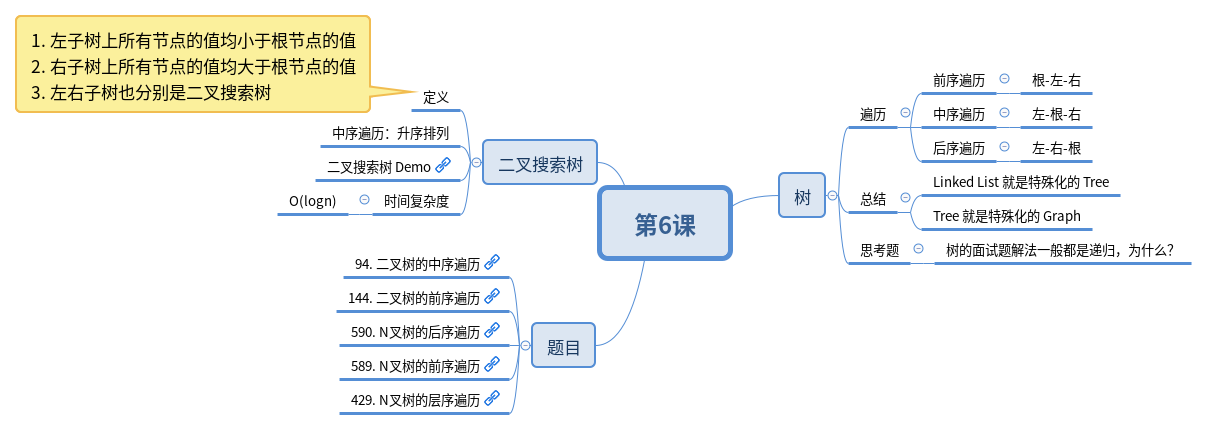 1. 左子树上所有节点的值均小于根节点的值
2. 右子树上所有节点的值均大于根节点的值
3. 左右子树也分别是二叉搜索树
定义
中序遍历：升序排列
二叉搜索树 Demo
O(logn)
时间复杂度
二叉搜索树
第6课
94. 二叉树的中序遍历
144. 二叉树的前序遍历
590. N叉树的后序遍历
589. N叉树的前序遍历
429. N叉树的层序遍历
题目
树
遍历
前序遍历
根-左-右
中序遍历
左-根-右
后序遍历
左-右-根
总结
Linked List 就是特殊化的 Tree
Tree 就是特殊化的 Graph
思考题
树的面试题解法一般都是递归，为什么？